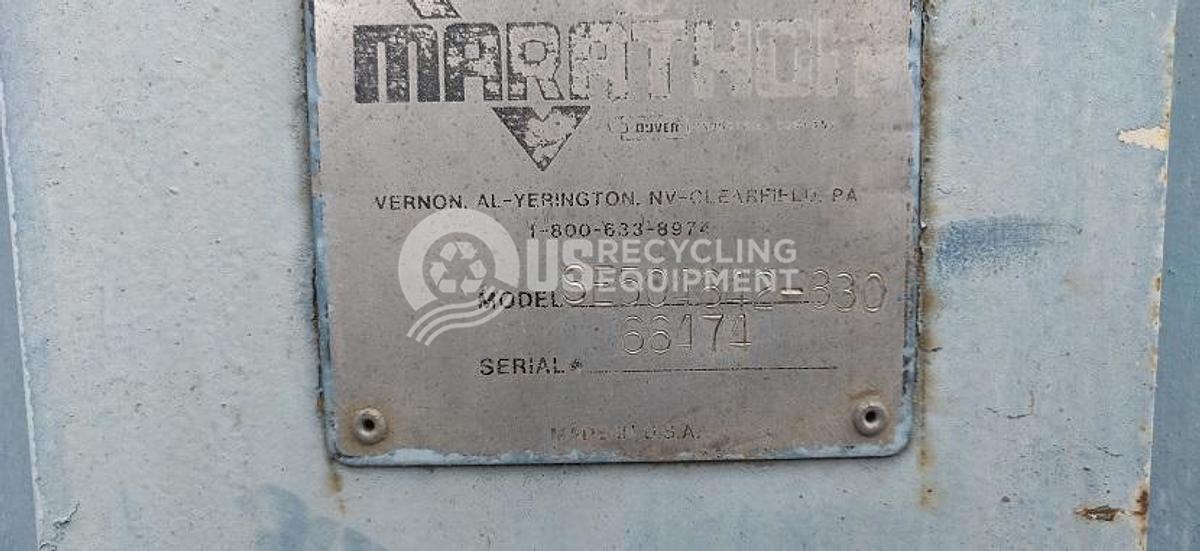 MARATHON
DOVER
VERNON, AL-YERINGTON, NV-CLEARFIELD, PA
1-800-633-8974
US RECYCLING EQUIPMENT
MODEL
66474
SERIAL #
MADE IN U.S.A.